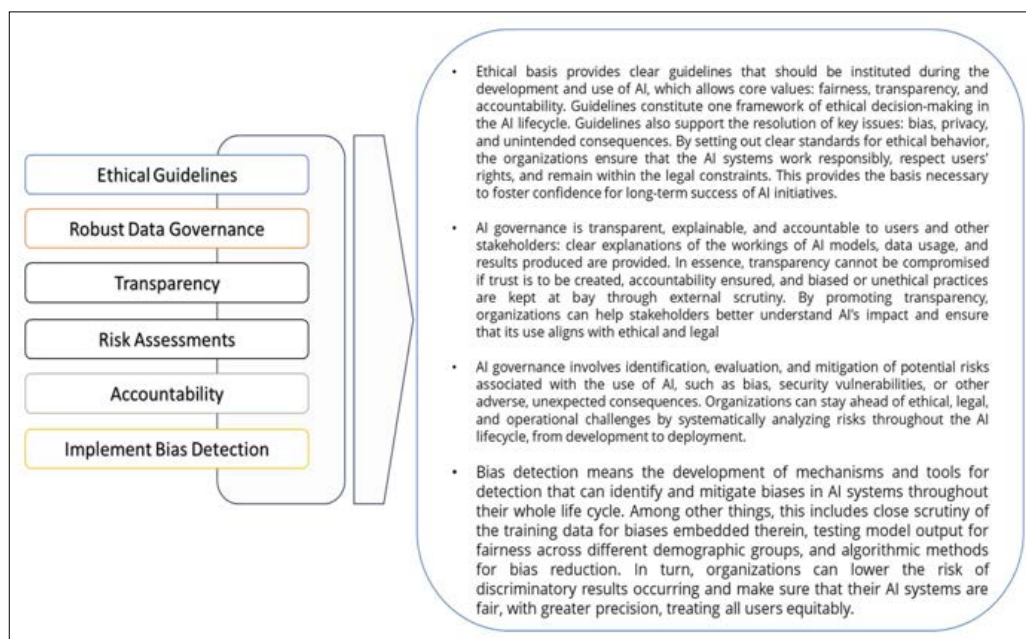 Ethical Guidelines
Robust Data Governance
Transparency
Risk Assessments
Accountability
Implement Bias Detection
• Ethical basis provides clear guidelines that should be instituted during the
development and use of AI, which allows core values: fairness, transparency, and
accountability. Guidelines constitute one framework of ethical decision-making in
the AI lifecycle. Guidelines also support the resolution of key issues: bias, privacy,
and unintended consequences. By setting out clear standards for ethical behavior,
the organizations ensure that the AI systems work responsibly, respect users'
rights, and remain within the legal constraints. This provides the basis necessary
to foster confidence for long-term success of AI initiatives.
• AI governance is transparent, explainable, and accountable to users and other
stakeholders: clear explanations of the workings of AI models, data usage, and
results produced are provided. In essence, transparency cannot be compromised
if trust is to be created, accountability ensured, and biased or unethical practices
are kept at bay through external scrutiny. By promoting transparency,
organizations can help stakeholders better understand AI's impact and ensure
that its use aligns with ethical and legal
• AI governance involves identification, evaluation, and mitigation of potential risks
associated with the use of AI, such as bias, security vulnerabilities, or other
adverse, unexpected consequences. Organizations can stay ahead of ethical, legal,
and operational challenges by systematically analyzing risks throughout the AI
lifecycle, from development to deployment.
• Bias detection means the development of mechanisms and tools for
detection that can identify and mitigate biases in AI systems throughout
their whole life cycle. Among other things, this includes close scrutiny
of the training data for biases embedded therein, testing model output for
fairness across different demographic groups, and algorithmic methods
for bias reduction. In turn, organizations can lower the risk of
discriminatory results occurring and make sure that their AI systems are
fair, with greater precision, treating all users equitably.